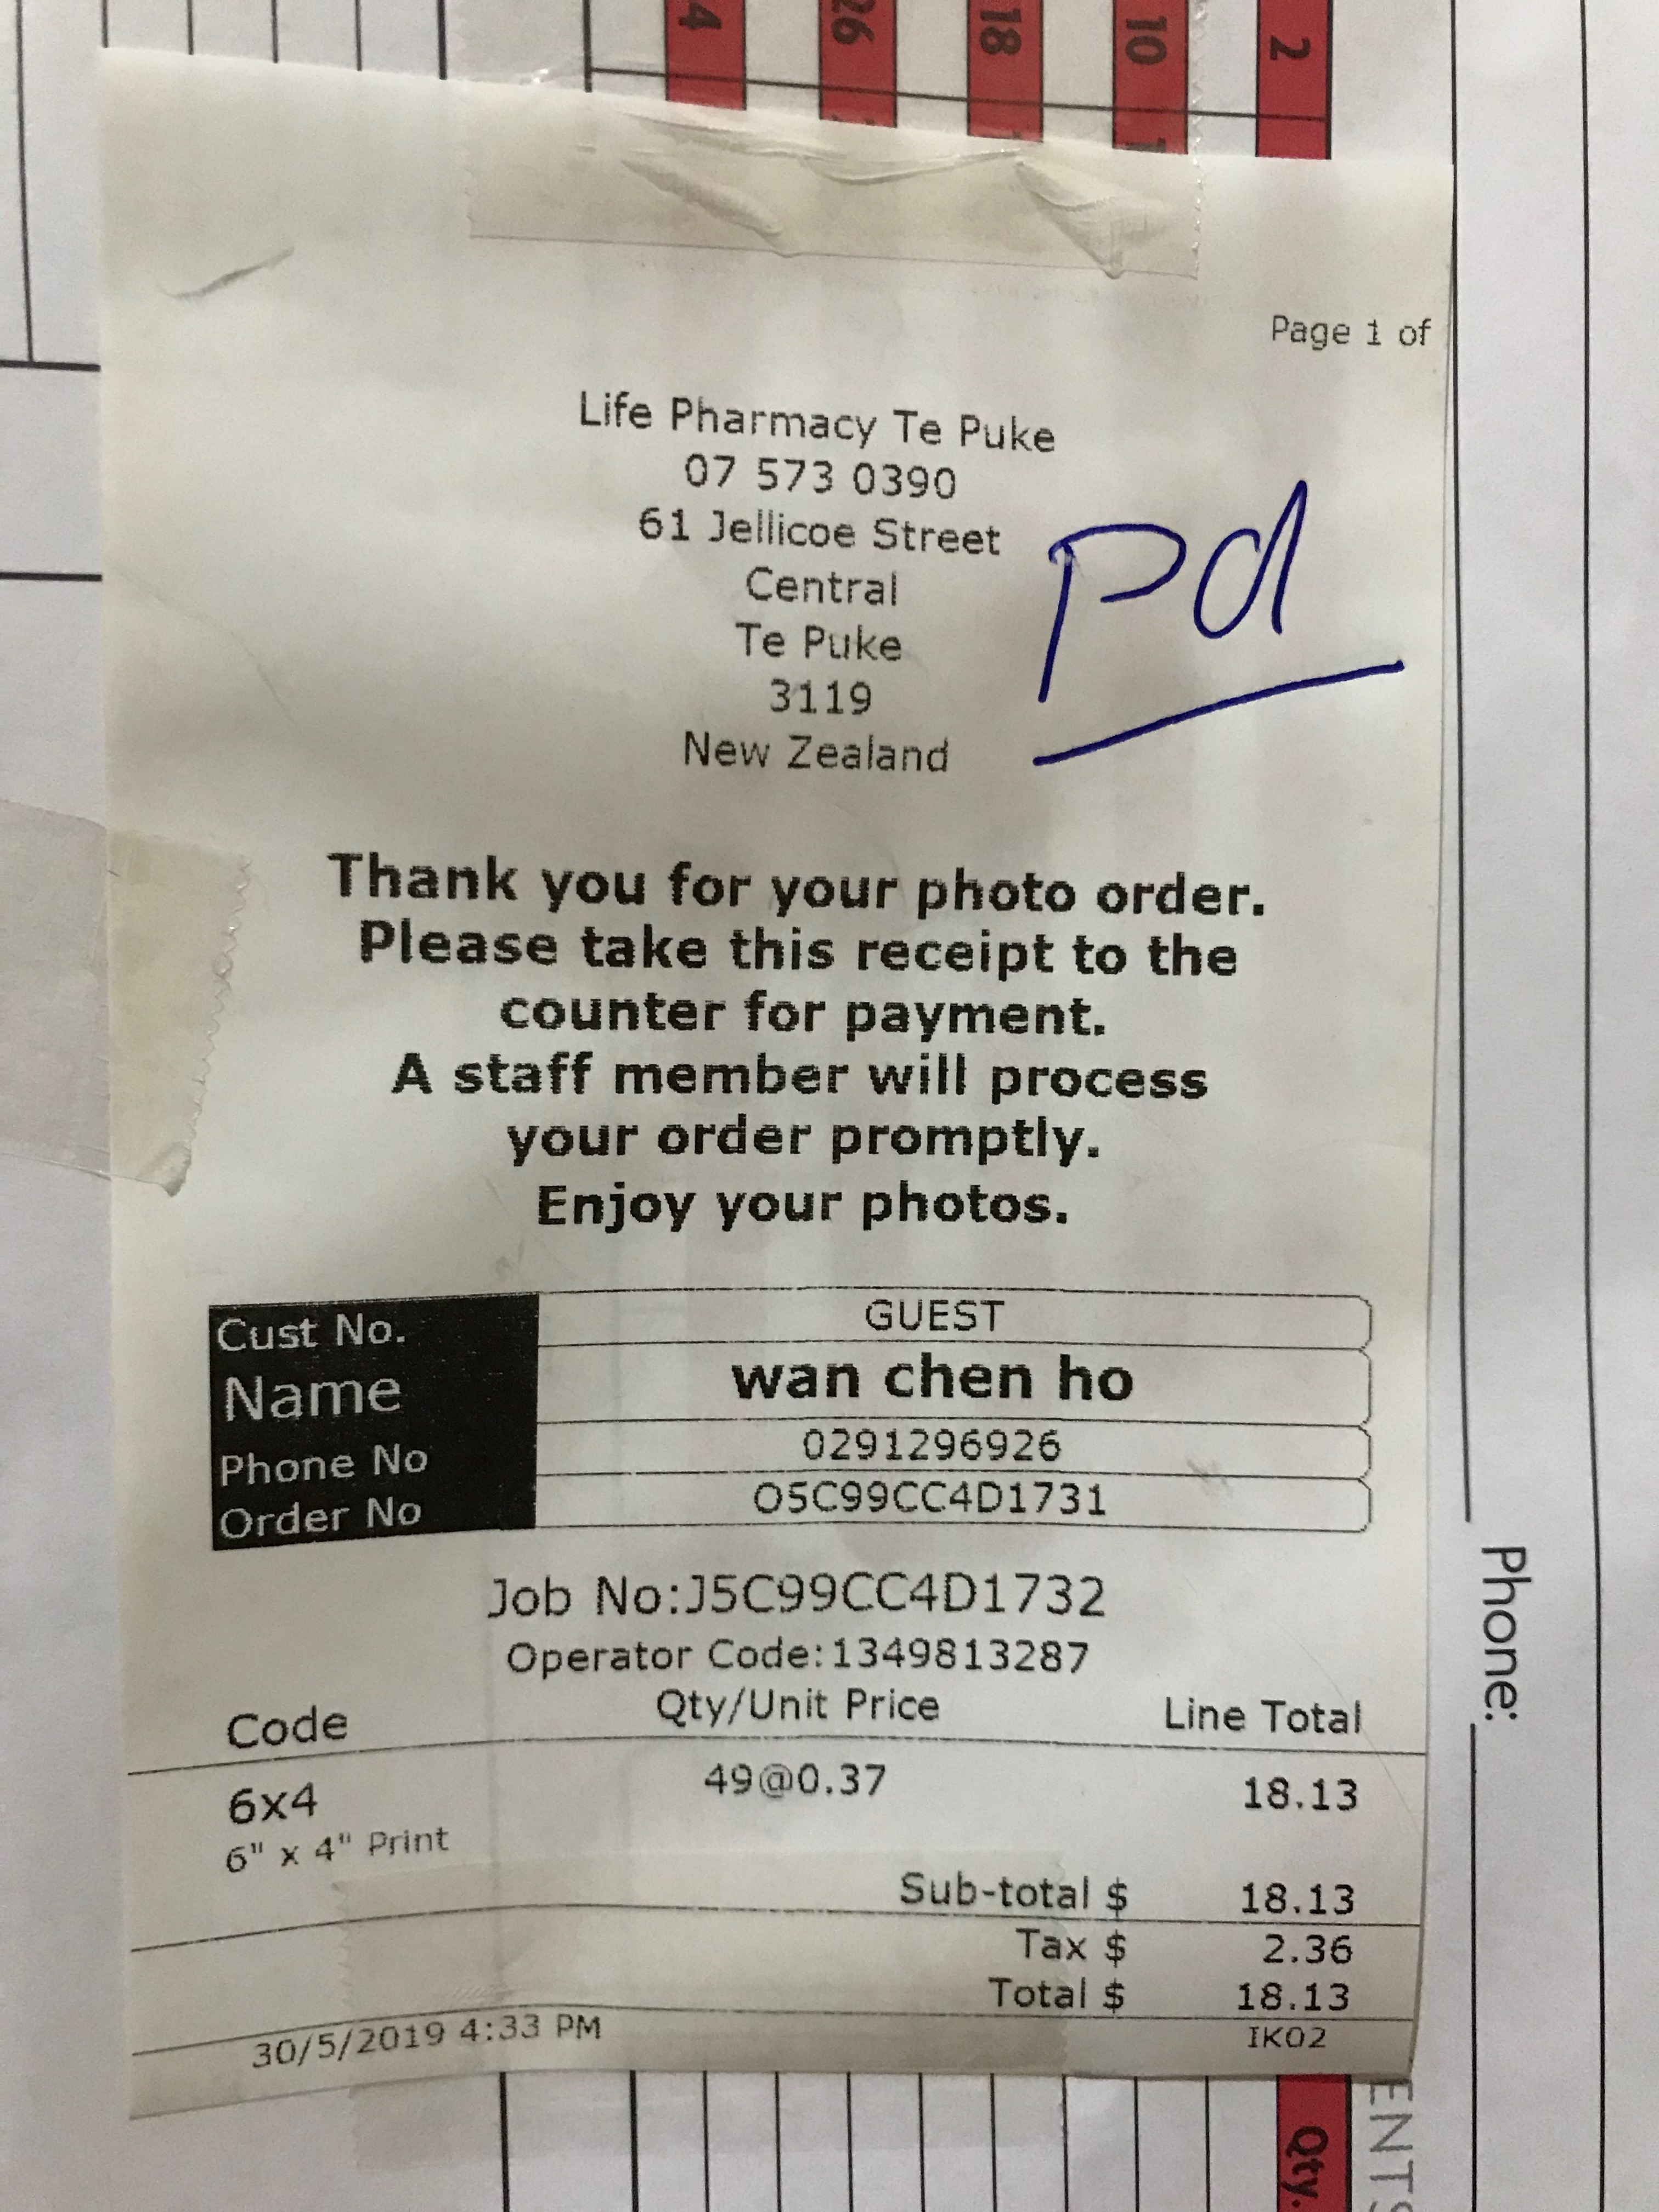 4 26 18 10 2
Page 1 of
Life Pharmacy Te Puke
07 573 0390
61 Jellicoe Street
Central
Te Puke
3119
New Zealand
Pd
Thank you for your photo order.
Please take this receipt to the
counter for payment.
A staff member will process
your order promptly.
Enjoy your photos.
Cust No. GUEST
Name wan chen ho
Phone No 0291296926
Order No O5C99CC4D1731
Job No:J5C99CC4D1732
Operator Code:1349813287
Code Qty/Unit Price Line Total
6x4 49@0.37 18.13
6" x 4" Print
Sub-total $ 18.13
Tax $ 2.36
Total $ 18.13
30/5/2019 4:33 PM IK02
Phone:
ENTS
Qty.